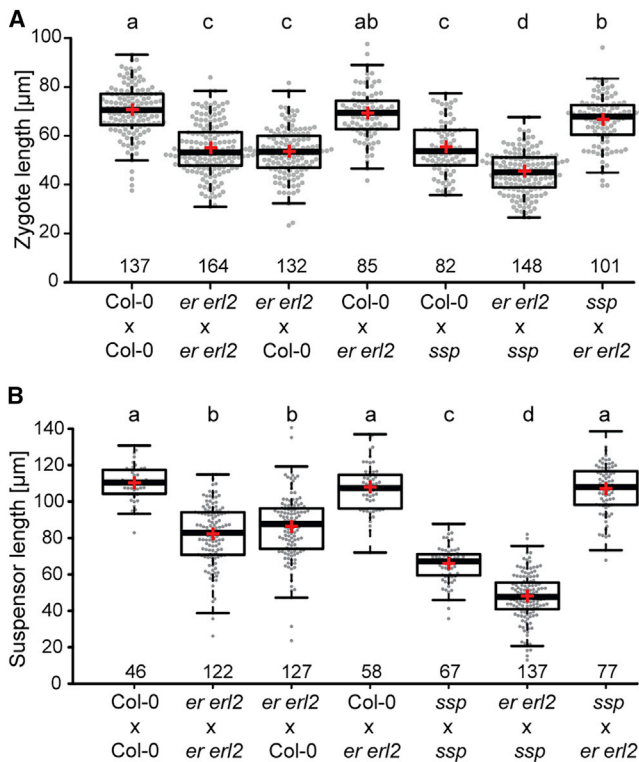 A
a c c ab c d b
100
80
60
40
20
0
Zygote length [µm]
137 164 132 85 82 148 101
Col-0 er erl2 er erl2 Col-0 Col-0 er erl2 ssp
x x x x x x x
Col-0 er erl2 Col-0 er erl2 ssp ssp er erl2
B
a b b a c d a
140
120
100
80
60
40
20
0
Suspensor length [µm]
46 122 127 58 67 137 77
Col-0 er erl2 er erl2 Col-0 ssp er erl2 ssp
x x x x x x x
Col-0 er erl2 Col-0 er erl2 ssp ssp er erl2